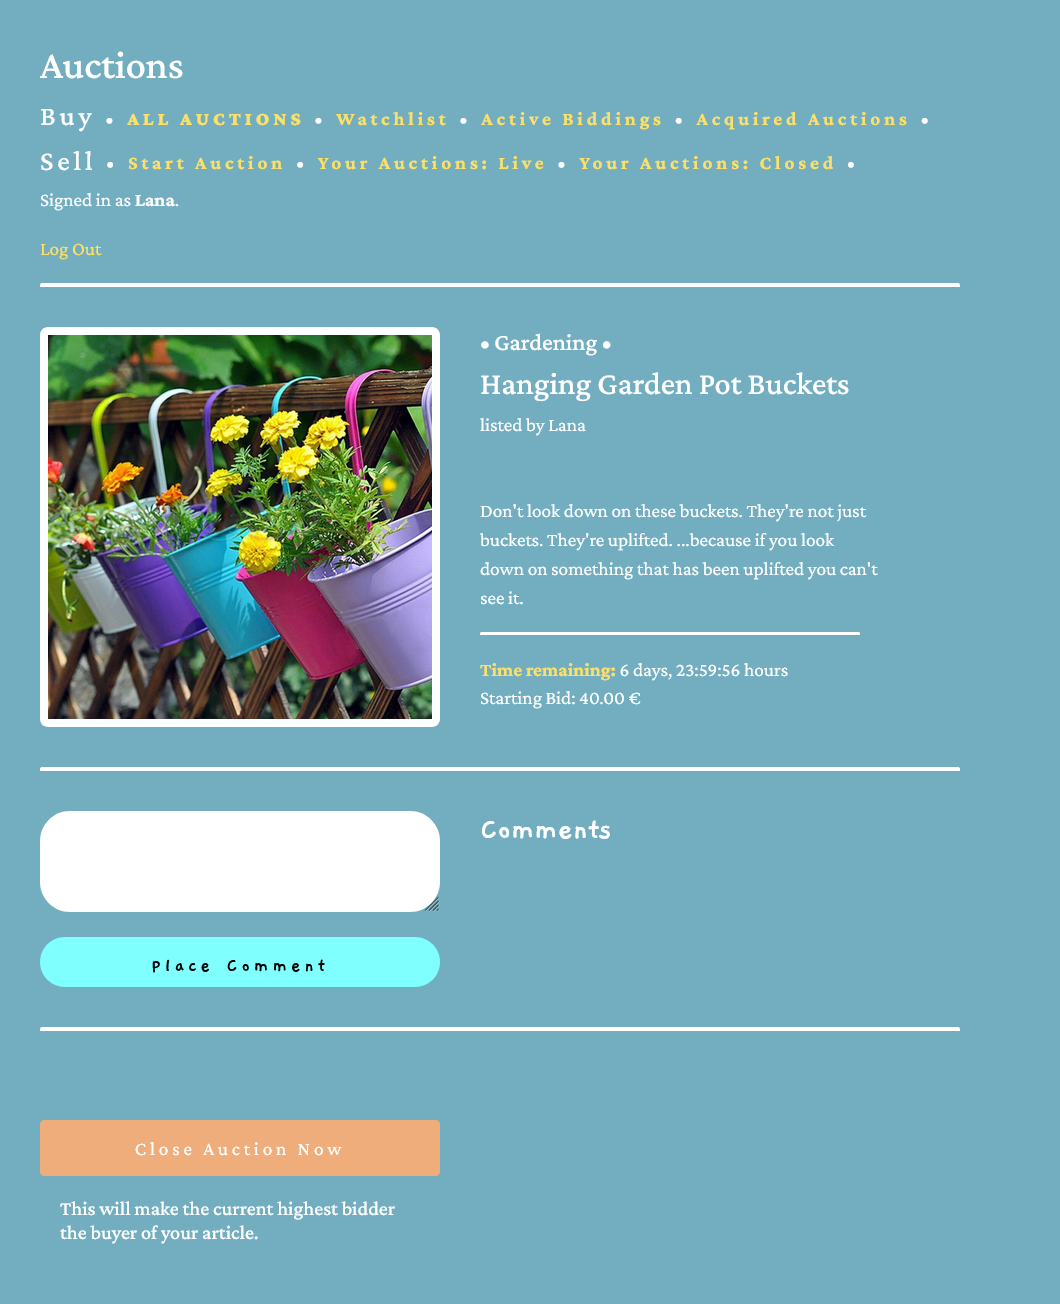 Auctions
Buy • ALL AUCTIONS • Watchlist • Active Biddings • Acquired Auctions •
Sell • Start Auction • Your Auctions: Live • Your Auctions: Closed •
Signed in as Lana.
Log Out
• Gardening •
Hanging Garden Pot Buckets
listed by Lana
Don't look down on these buckets. They're not just
buckets. They're uplifted. ...because if you look
down on something that has been uplifted you can't
see it.
Time remaining: 6 days, 23:59:56 hours
Starting Bid: 40.00 €
Comments
Place Comment
Close Auction Now
This will make the current highest bidder
the buyer of your article.